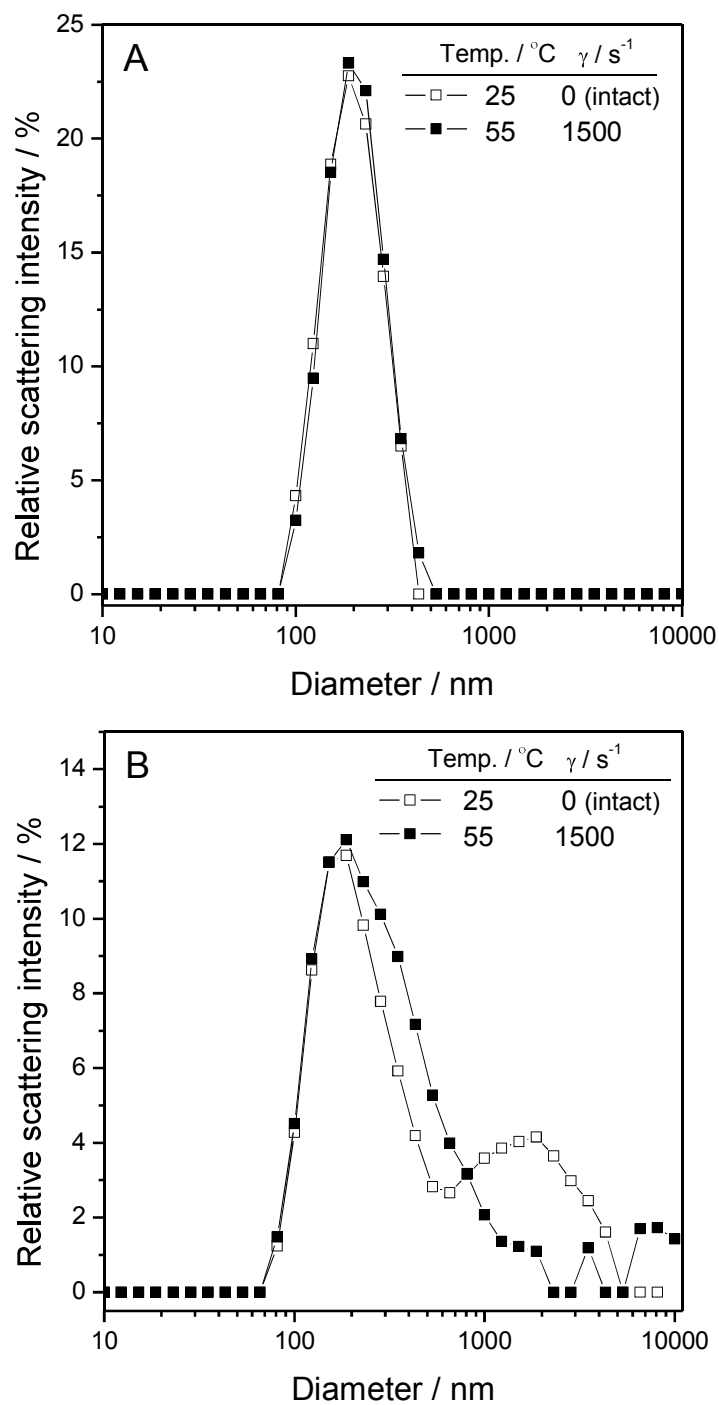 A
Temp. / °C γ / s⁻¹
25 0 (intact)
55 1500
25
20
15
10
5
0
Relative scattering intensity / %
10 100 1000 10000
Diameter / nm
B
Temp. / °C γ / s⁻¹
25 0 (intact)
55 1500
14
12
10
8
6
4
2
0
Relative scattering intensity / %
10 100 1000 10000
Diameter / nm